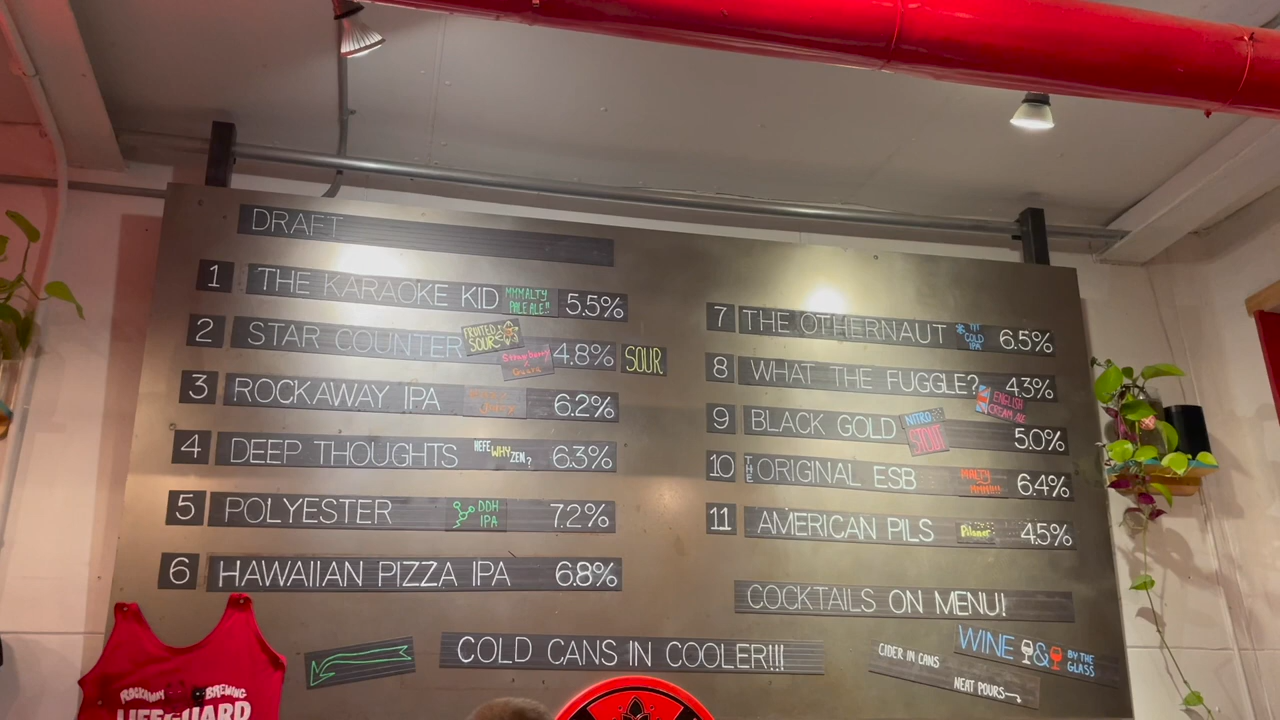 DRAFT
1 THE KARAOKE KID MMMALTY PALE ALE!! 5.5%
2 STAR COUNTER FRUITED SOUR Strawberry & Guava 4.8% SOUR
3 ROCKAWAY IPA 6.2%
4 DEEP THOUGHTS HEFE WHY ZEN? 6.3%
5 POLYESTER DDH IPA 7.2%
6 HAWAIIAN PIZZA IPA 6.8%
7 THE OTHERNAUT COLD IPA 6.5%
8 WHAT THE FUGGLE? ENGLISH CREAM ALE 4.3%
9 BLACK GOLD NITRO STOUT 5.0%
10 THE ORIGINAL ESB MALTY MMM!!!! 6.4%
11 AMERICAN PILS Pilsner 4.5%
COCKTAILS ON MENU!
COLD CANS IN COOLER!!!
CIDER IN CANS
WINE & BY THE GLASS
NEAT POURS
ROCKAWAY BREWING
LIFEGUARD